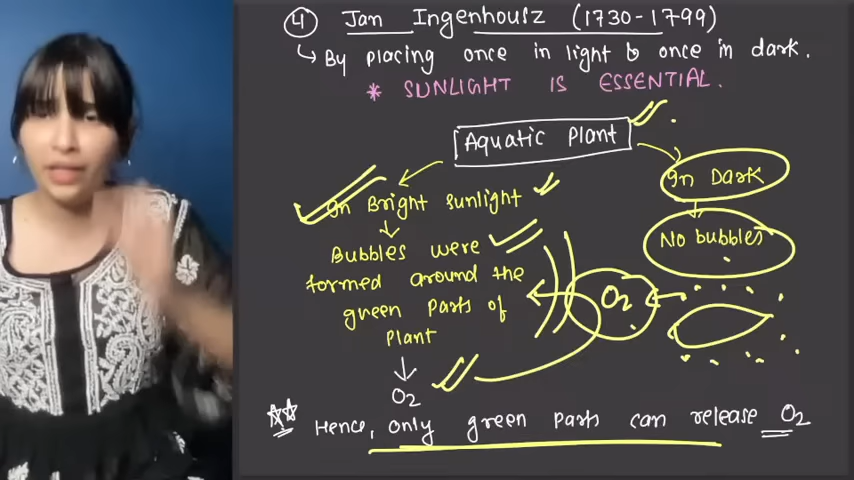 4 Jan Ingenhousz (1730-1799)
↳ By placing once in light & once in dark.
* SUNLIGHT IS ESSENTIAL.
Aquatic Plant
In Bright sunlight
In Dark
↓
Bubbles were
No bubbles
formed around the
green parts of
O2
Plant
↓
O2
Hence, only green parts can release O2